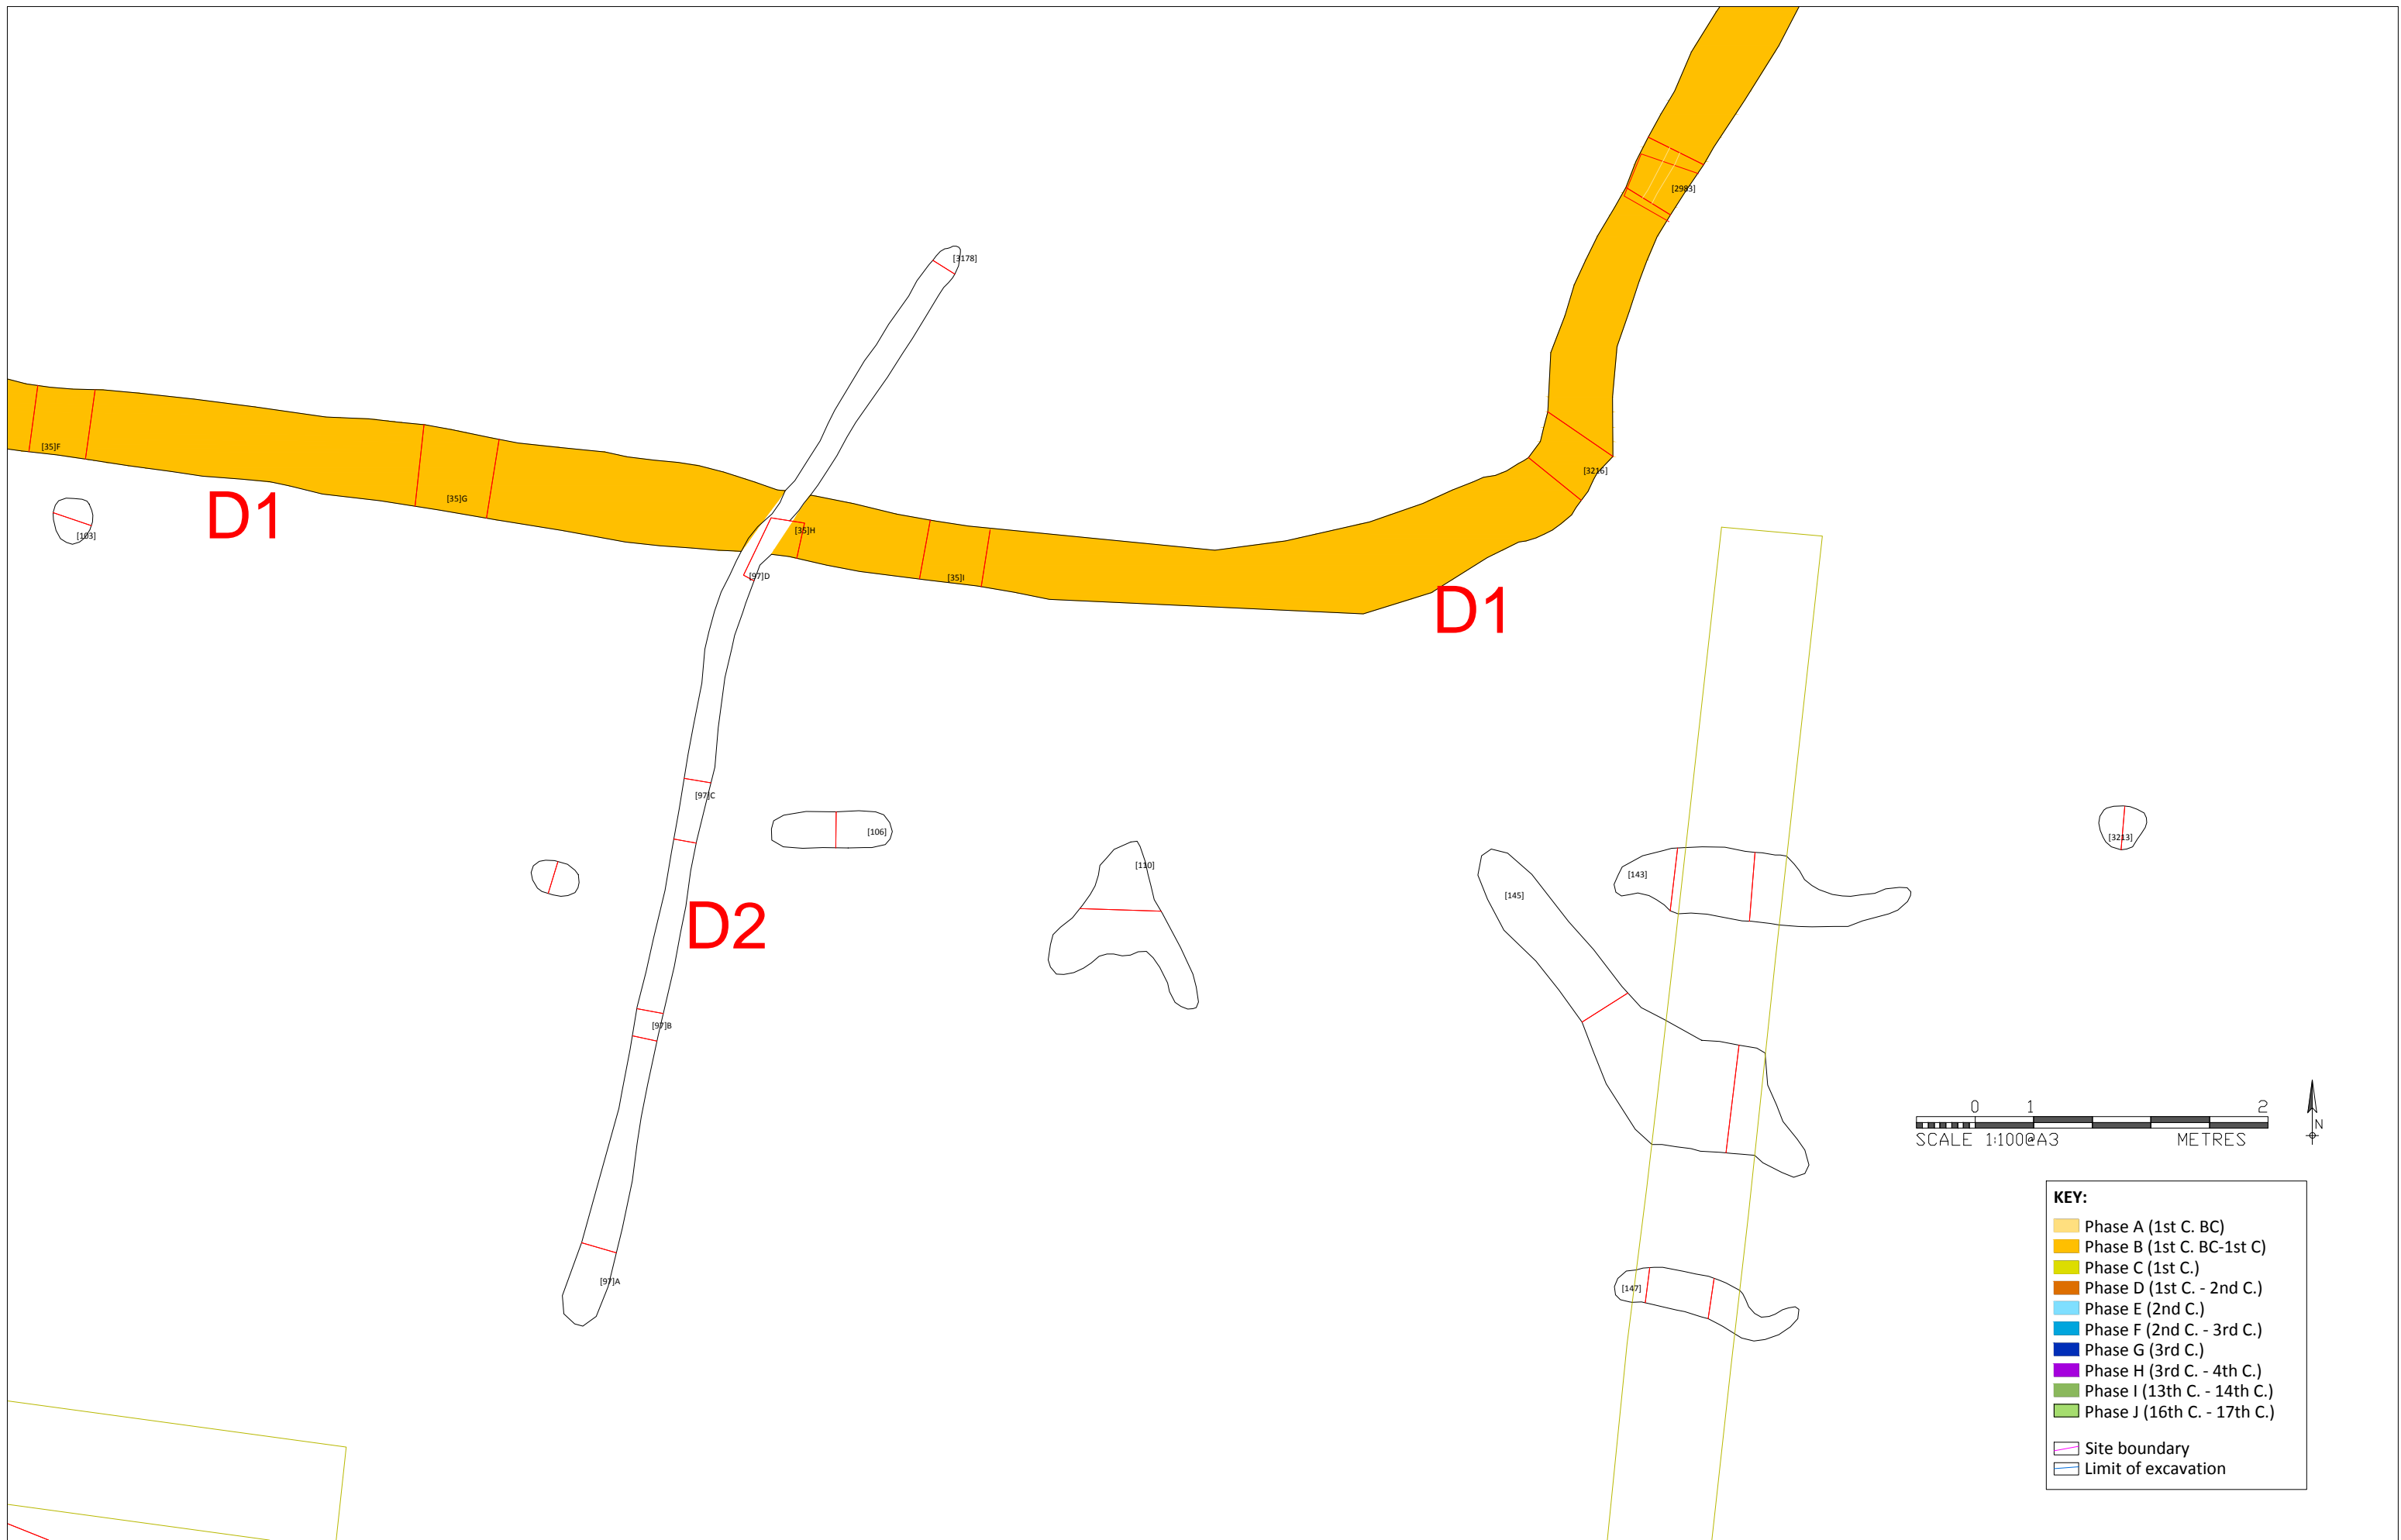 [2983]
[3178]
[35]F
[35]G
[3216]
D1
[103]
[35]H
[97]D
[35]I
D1
[97]C
[106]
[3213]
[110]
[143]
[145]
D2
[97]B
[97]A
[147]
0 1 2
SCALE 1:100@A3 METRES
N
KEY:
Phase A (1st C. BC)
Phase B (1st C. BC-1st C)
Phase C (1st C.)
Phase D (1st C. - 2nd C.)
Phase E (2nd C.)
Phase F (2nd C. - 3rd C.)
Phase G (3rd C.)
Phase H (3rd C. - 4th C.)
Phase I (13th C. - 14th C.)
Phase J (16th C. - 17th C.)
Site boundary
Limit of excavation